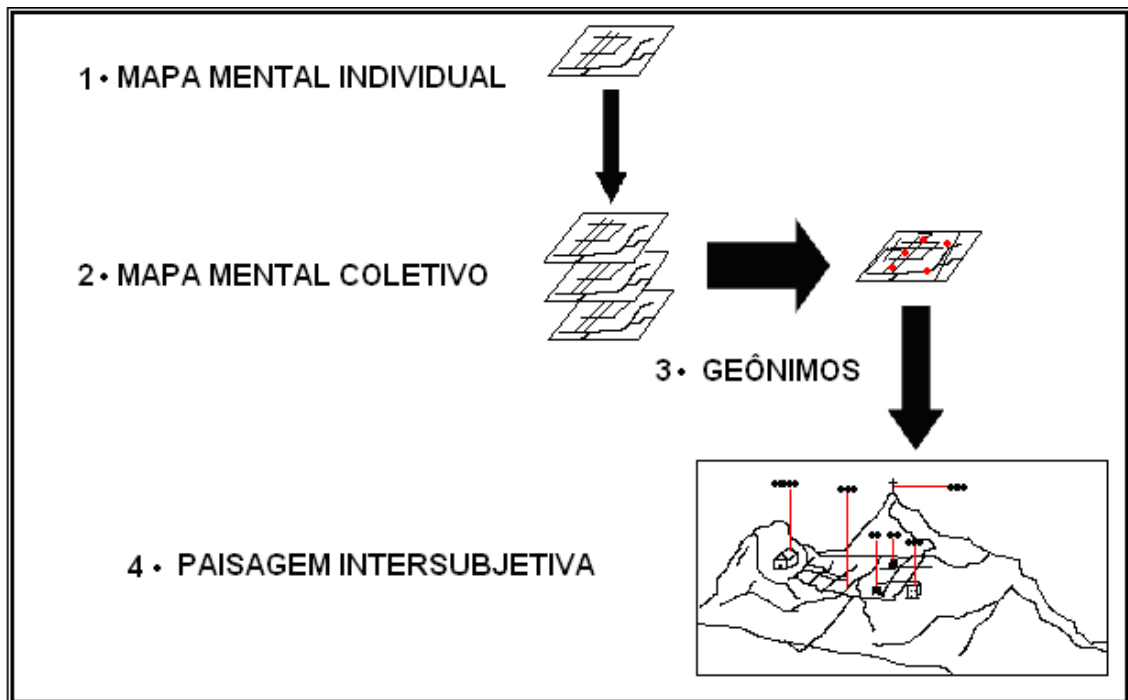 1 • MAPA MENTAL INDIVIDUAL
2 • MAPA MENTAL COLETIVO
3 • GEÔNIMOS
4 • PAISAGEM INTERSUBJETIVA